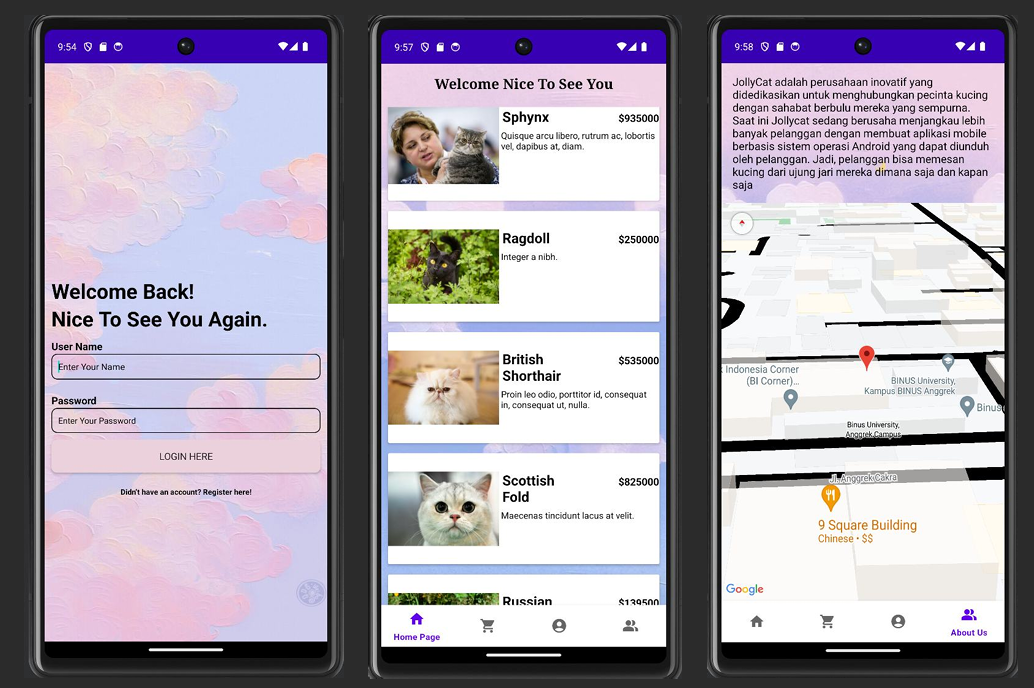 9:54
Welcome Back!
Nice To See You Again.
User Name
Enter Your Name
Password
Enter Your Password
LOGIN HERE
Didn't have an account? Register here!
9:57
Welcome Nice To See You
Sphynx
$935000
Quisque arcu libero, rutrum ac, lobortis
vel, dapibus at, diam.
Ragdoll
$250000
Integer a nibh.
British
Shorthair
$535000
Proin leo odio, porttitor id, consequat
in, consequat ut, nulla.
Scottish
Fold
$825000
Maecenas tincidunt lacus at velit.
Russian
$139500
Home Page
9:58
JollyCat adalah perusahaan inovatif yang
didedikasikan untuk menghubungkan pecinta kucing
dengan sahabat berbulu mereka yang sempurna.
Saat ini Jollycat sedang berusaha menjangkau lebih
banyak pelanggan dengan membuat aplikasi mobile
berbasis sistem operasi Android yang dapat diunduh
oleh pelanggan. Jadi, pelanggan bisa memesan
kucing dari ujung jari mereka dimana saja dan kapan
saja
Indonesia Corner
(BI Corner)...
BINUS University,
Kampus BINUS Anggrek
Binus
Binus University,
Anggrek Campus
Jl. Anggrek Cakra
9 Square Building
Chinese • $$
Google
About Us